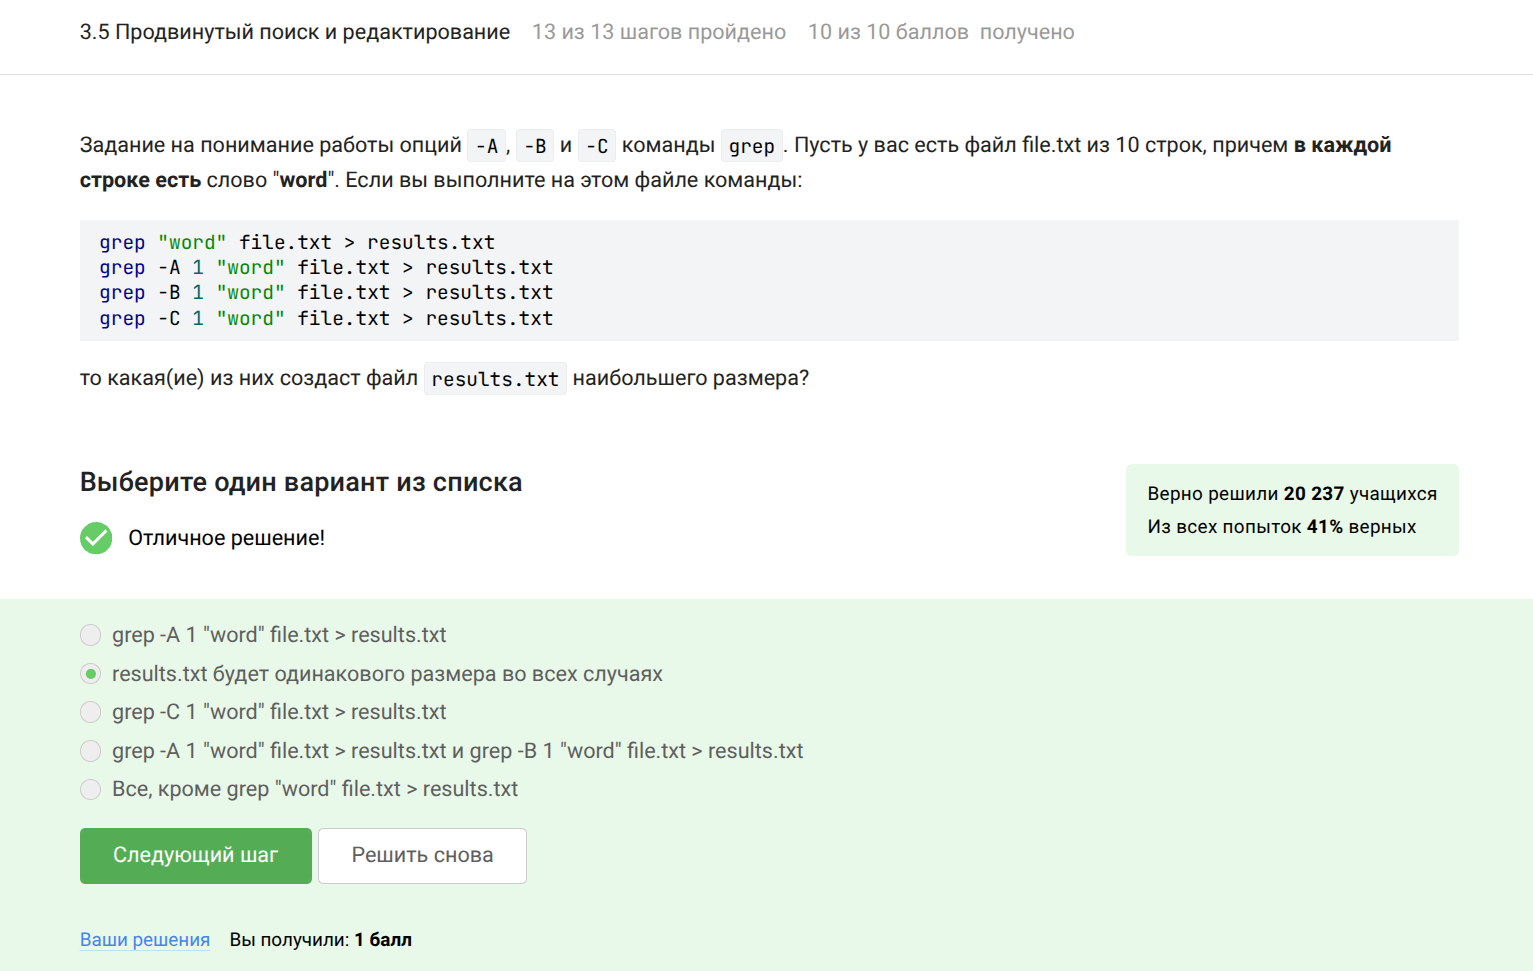 3.5 Продвинутый поиск и редактирование 13 из 13 шагов пройдено 10 из 10 баллов получено
Задание на понимание работы опций -A, -B и -C команды grep. Пусть у вас есть файл file.txt из 10 строк, причем в каждой
строке есть слово "word". Если вы выполните на этом файле команды:
grep "word" file.txt > results.txt
grep -A 1 "word" file.txt > results.txt
grep -B 1 "word" file.txt > results.txt
grep -C 1 "word" file.txt > results.txt
то какая(ие) из них создаст файл results.txt наибольшего размера?
Выберите один вариант из списка
Отличное решение!
Верно решили 20 237 учащихся
Из всех попыток 41% верных
grep -A 1 "word" file.txt > results.txt
results.txt будет одинакового размера во всех случаях
grep -C 1 "word" file.txt > results.txt
grep -A 1 "word" file.txt > results.txt и grep -B 1 "word" file.txt > results.txt
Все, кроме grep "word" file.txt > results.txt
Следующий шаг
Решить снова
Ваши решения Вы получили: 1 балл